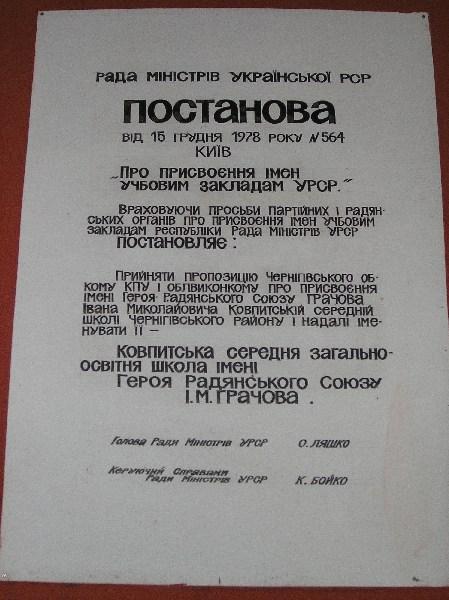 РАДА МІНІСТРІВ УКРАЇНСЬКОЇ РСР
ПОСТАНОВА
ВІД 15 ГРУДНЯ 1978 РОКУ N 564
КИЇВ
„ПРО ПРИСВОЄННЯ ІМЕН
УЧБОВИМ ЗАКЛАДАМ УРСР."
ВРАХОВУЮЧИ ПРОСЬБИ ПАРТІЙНИХ І РАДЯН-
СЬКИХ ОРГАНІВ ПРО ПРИСВОЄННЯ ІМЕН УЧБОВИМ
ЗАКЛАДАМ РЕСПУБЛІКИ РАДА МІНІСТРІВ УРСР
ПОСТАНОВЛЯЄ:
ПРИЙНЯТИ ПРОПОЗИЦІЮ ЧЕРНІГІВСЬКОГО ОБ-
КОМУ КПУ І ОБЛВИКОНКОМУ ПРО ПРИСВОЄННЯ
ІМЕНІ ГЕРОЯ РАДЯНСЬКОГО СОЮЗУ ГРАЧОВА
ІВАНА МИКОЛАЙОВИЧА КОВПИТСЬКІЙ СЕРЕДНІЙ
ШКОЛІ ЧЕРНІГІВСЬКОГО РАЙОНУ І НАДАЛІ ІМЕ-
НУВАТИ ЇЇ —
КОВПИТСЬКА СЕРЕДНЯ ЗАГАЛЬНО-
ОСВІТНЯ ШКОЛА ІМЕНІ
ГЕРОЯ РАДЯНСЬКОГО СОЮЗУ
І.М.ГРАЧОВА.
ГОЛОВА РАДИ МІНІСТРІВ УРСР О. ЛЯШКО
КЕРУЮЧИЙ СПРАВАМИ
РАДИ МІНІСТРІВ УРСР К. БОЙКО